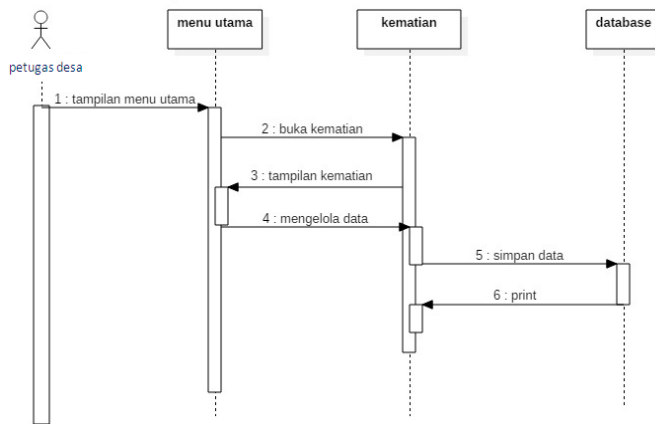 menu utama
kematian
database
petugas desa
1 : tampilan menu utama
2 : buka kematian
3 : tampilan kematian
4 : mengelola data
5 : simpan data
6 : print